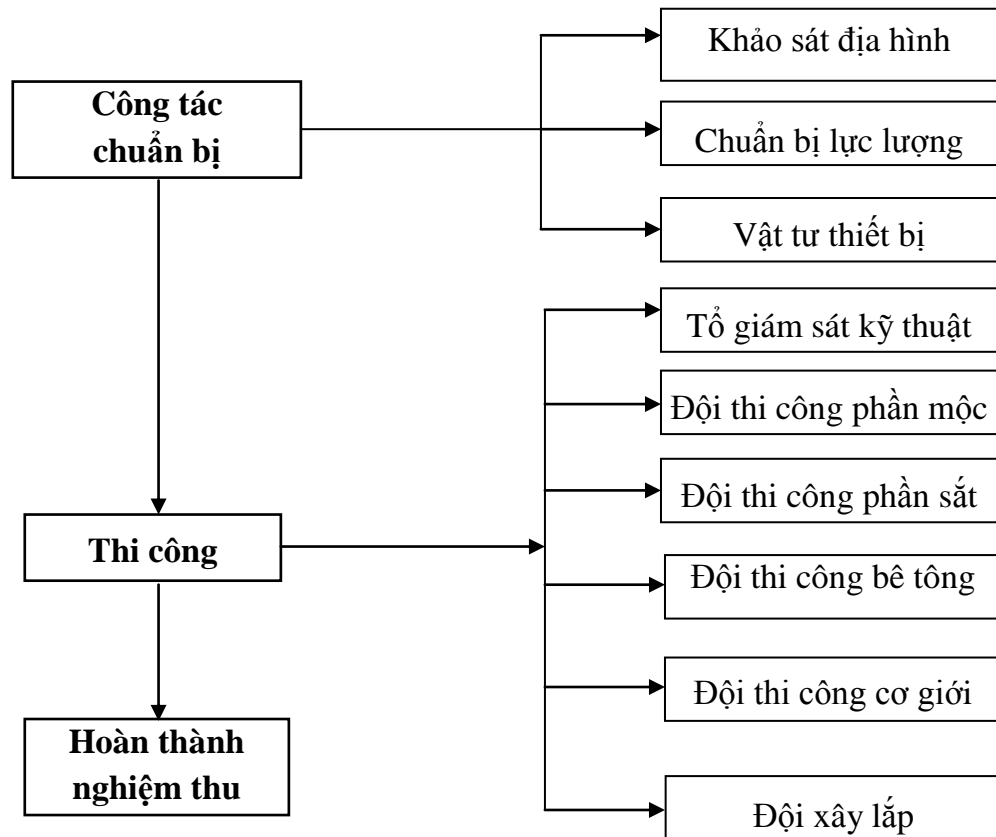 Công tác
chuẩn bị
Khảo sát địa hình
Chuẩn bị lực lượng
Vật tư thiết bị
Thi công
Tổ giám sát kỹ thuật
Đội thi công phần mộc
Đội thi công phần sắt
Đội thi công bê tông
Đội thi công cơ giới
Đội xây lắp
Hoàn thành
nghiệm thu